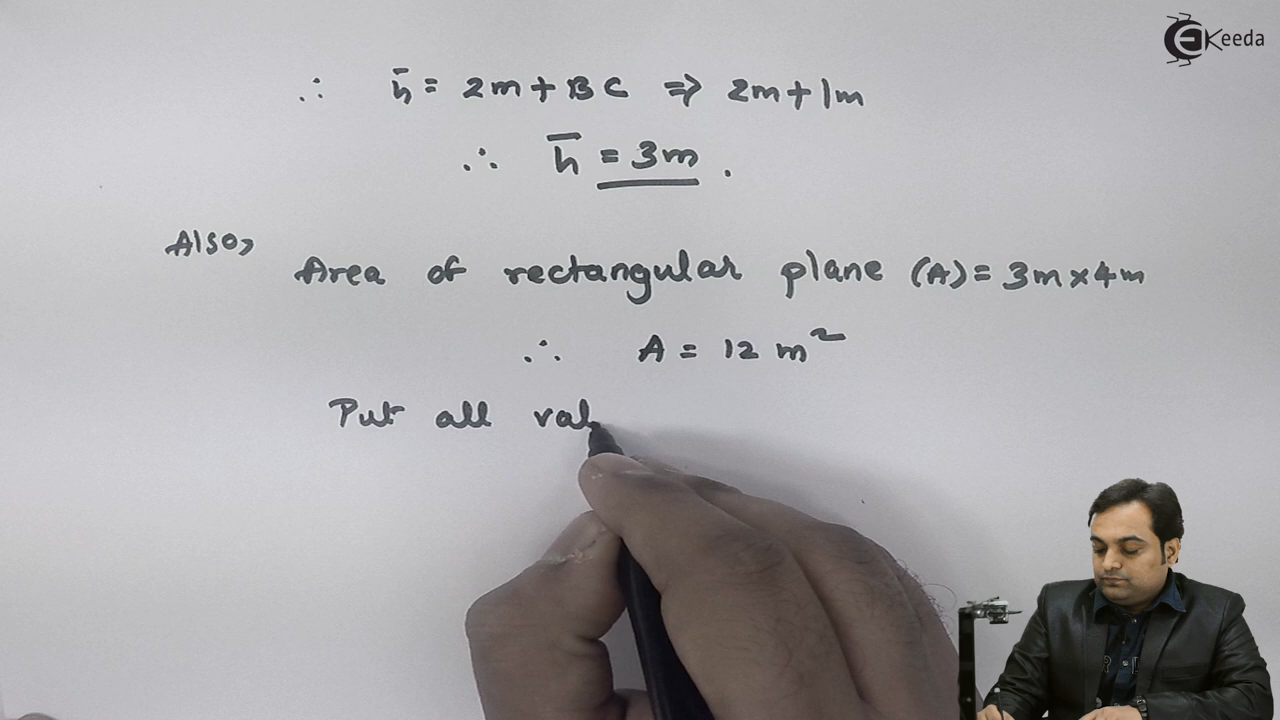 Ekeeda
∴ h̄ = 2m + BC ⇒ 2m + 1m
∴ h̄ = 3m.
Also,
Area of rectangular plane (A) = 3m x 4m
∴ A = 12 m²
Put all val